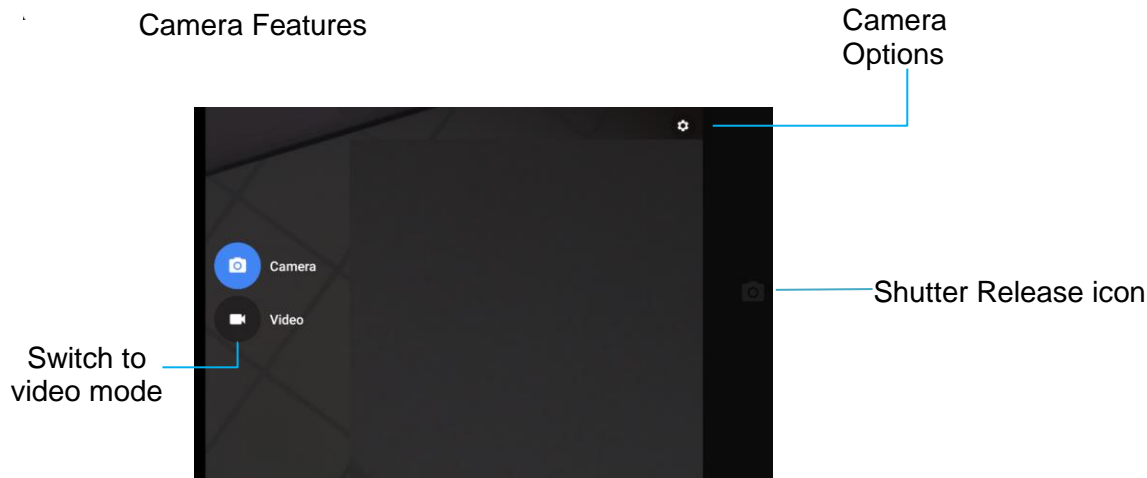 Camera Features
Camera
Options
Camera
Shutter Release icon
Video
Switch to
video mode